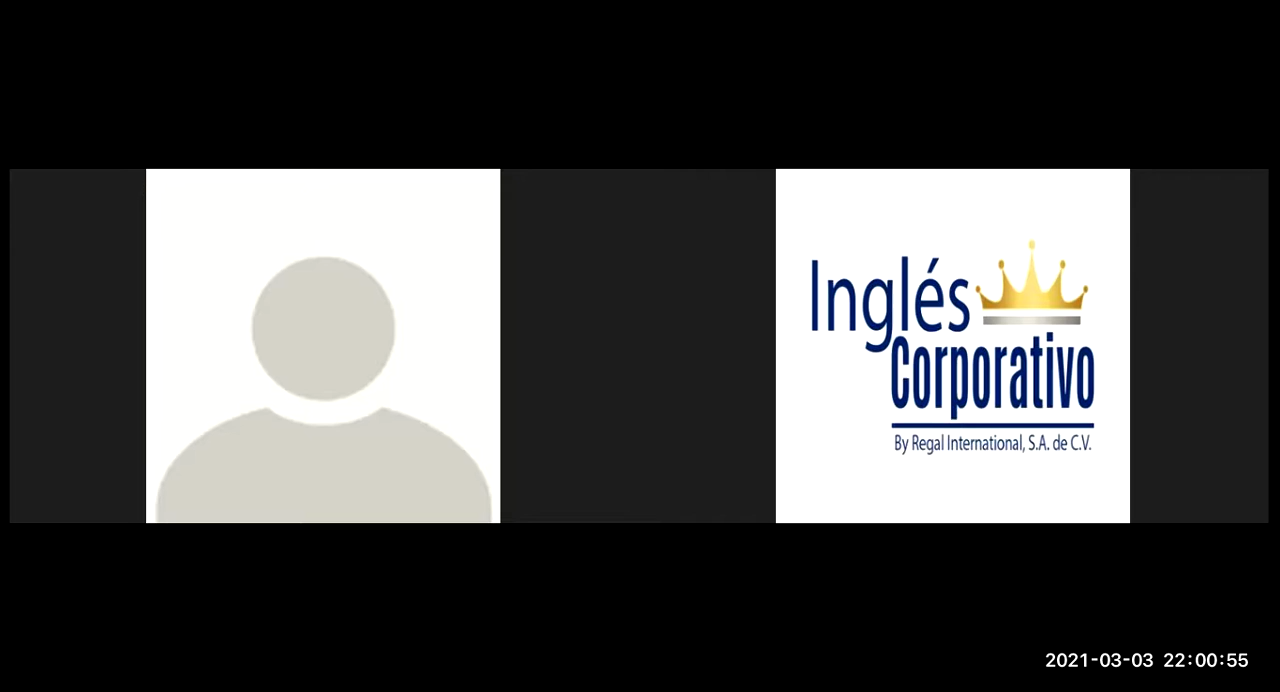 Inglés
Corporativo
By Regal International, S.A. de C.V.
2021-03-03 22:00:55